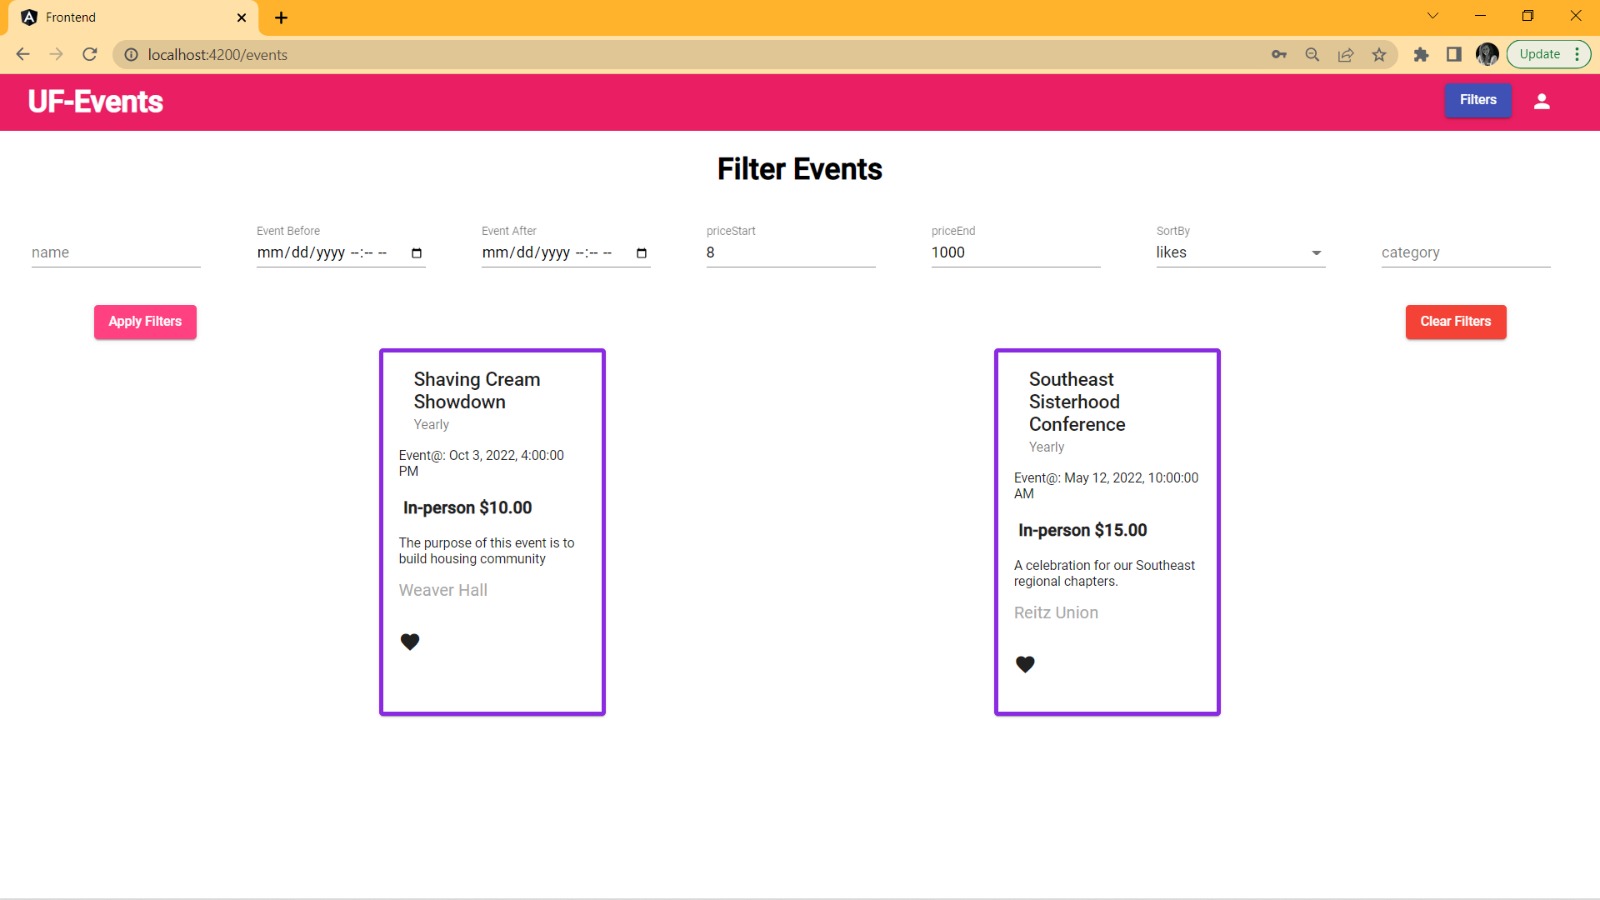 Frontend
localhost:4200/events
Update
UF-Events
Filters
Filter Events
name
Event Before
mm/dd/yyyy --:-- --
Event After
mm/dd/yyyy --:-- --
priceStart
8
priceEnd
1000
SortBy
likes
category
Apply Filters
Clear Filters
Shaving Cream
Showdown
Yearly
Event@: Oct 3, 2022, 4:00:00
PM
In-person $10.00
The purpose of this event is to
build housing community
Weaver Hall
Southeast
Sisterhood
Conference
Yearly
Event@: May 12, 2022, 10:00:00
AM
In-person $15.00
A celebration for our Southeast
regional chapters.
Reitz Union